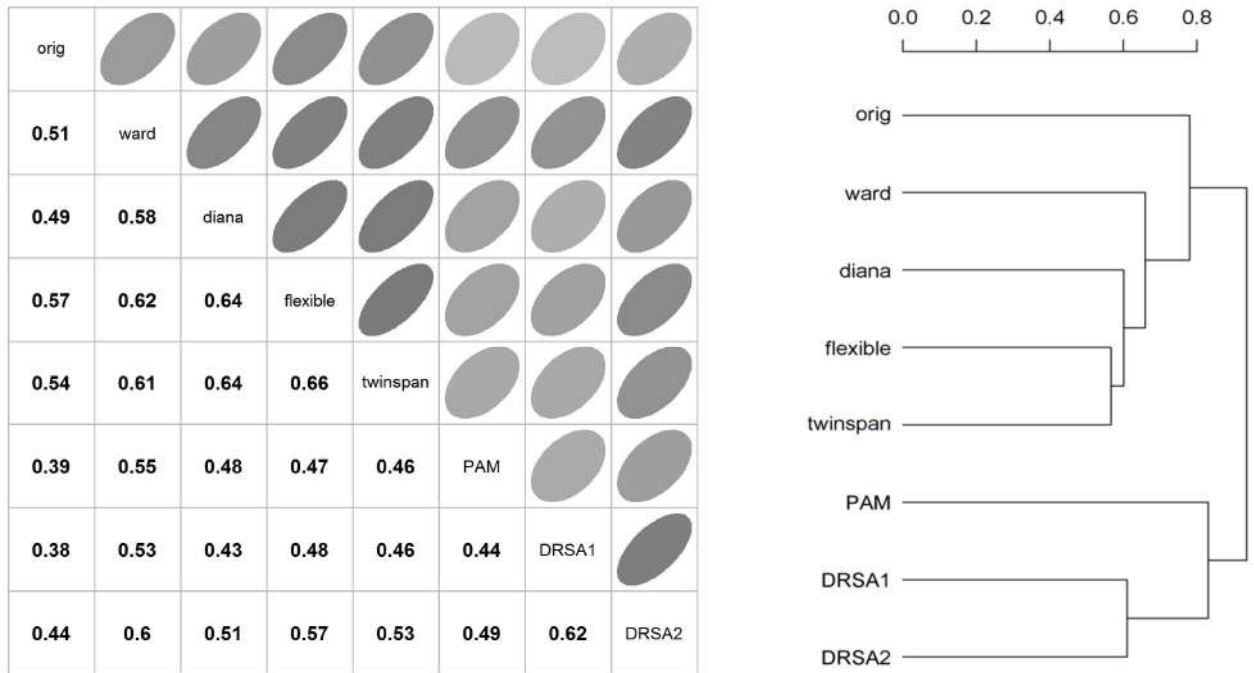 orig
0.51 ward
0.49 0.58 diana
0.57 0.62 0.64 flexible
0.54 0.61 0.64 0.66 twinspan
0.39 0.55 0.48 0.47 0.46 PAM
0.38 0.53 0.43 0.48 0.46 0.44 DRSA1
0.44 0.6 0.51 0.57 0.53 0.49 0.62 DRSA2
0.0 0.2 0.4 0.6 0.8
orig
ward
diana
flexible
twinspan
PAM
DRSA1
DRSA2